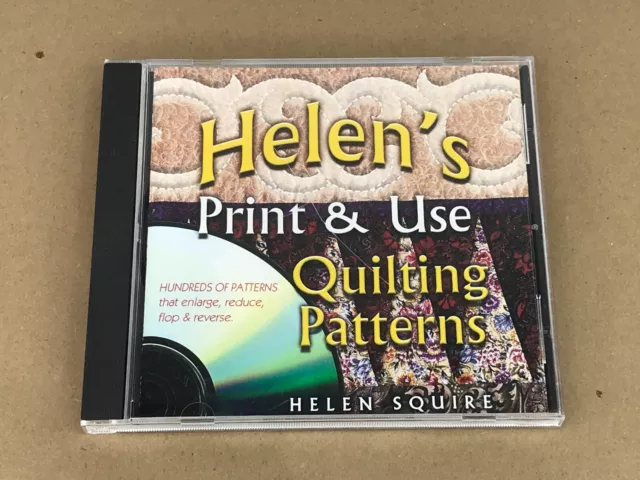 Helen's
Print & Use
Quilting
Patterns
HUNDREDS OF PATTERNS
that enlarge, reduce,
flop & reverse.
HELEN SQUIRE